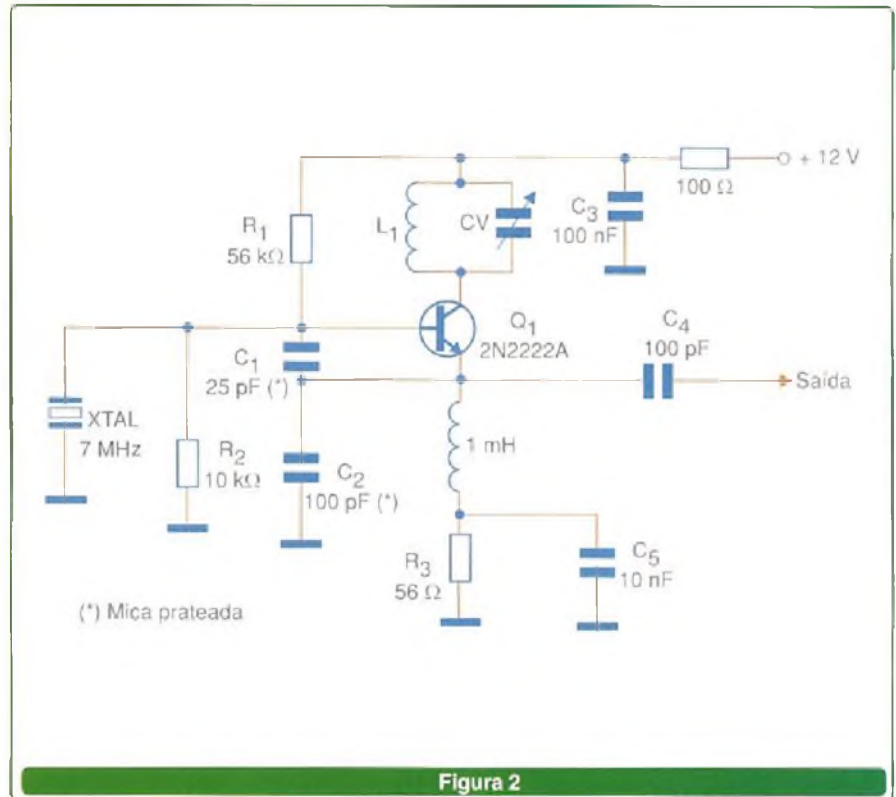 + 12 V
100 Ω
R1
56 kΩ
L1
CV
C3
100 nF
Q1
2N2222A
C1
25 pF (*)
C4
100 pF
Saída
XTAL
7 MHz
R2
10 kΩ
C2
100 pF (*)
1 mH
R3
56 Ω
C5
10 nF
(*) Mica prateada
Figura 2